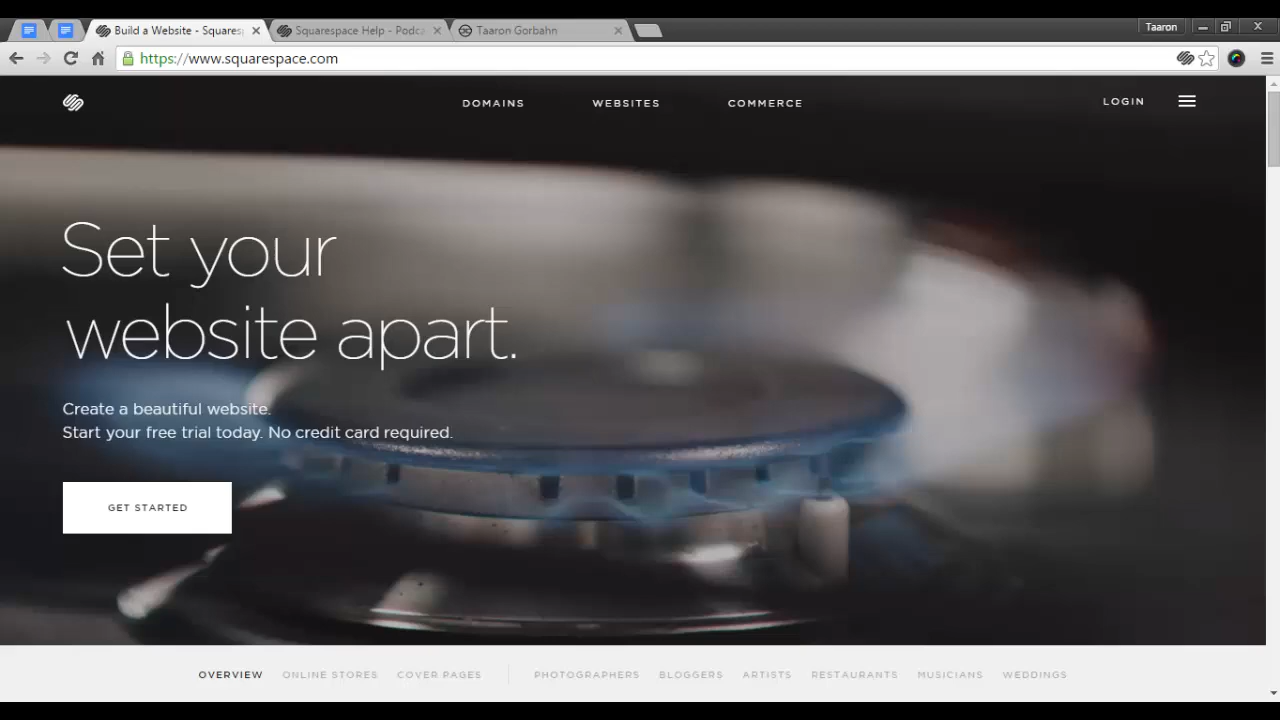 Build a Website - Squares
Squarespace Help - Podca
Taaron Gorbahn
Taaron
https://www.squarespace.com
DOMAINS
WEBSITES
COMMERCE
LOGIN
Set your
website apart.
Create a beautiful website.
Start your free trial today. No credit card required.
GET STARTED
OVERVIEW
ONLINE STORES
COVER PAGES
PHOTOGRAPHERS
BLOGGERS
ARTISTS
RESTAURANTS
MUSICIANS
WEDDINGS